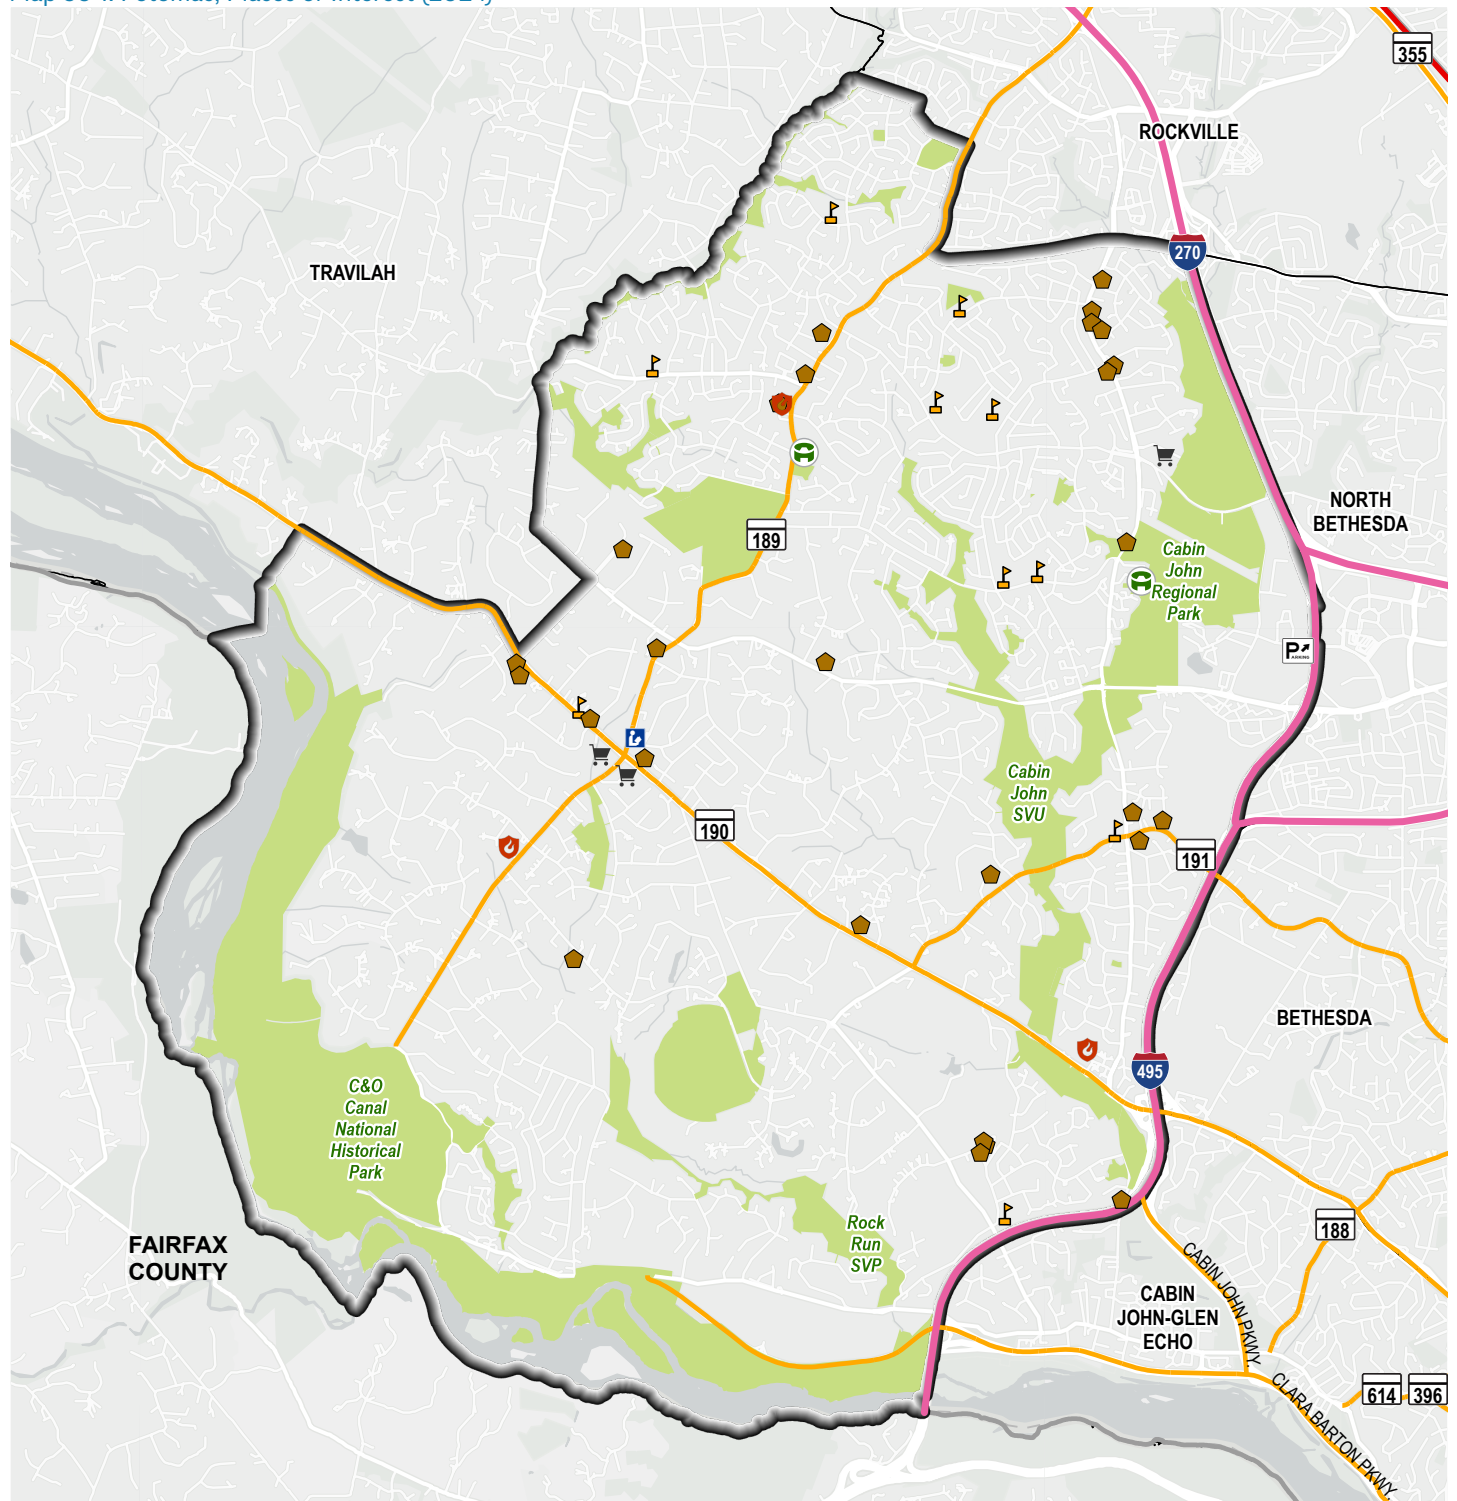 355
ROCKVILLE
270
TRAVILAH
NORTH
BETHESDA
189
Cabin
John
Regional
Park
P
ARKING
Cabin
John
SVU
190
191
BETHESDA
495
C&O
Canal
National
Historical
Park
Rock
Run
SVP
188
FAIRFAX
COUNTY
CABIN JOHN PKWY.
CABIN
JOHN-GLEN
ECHO
614
396
CLARA BARTON PKWY.